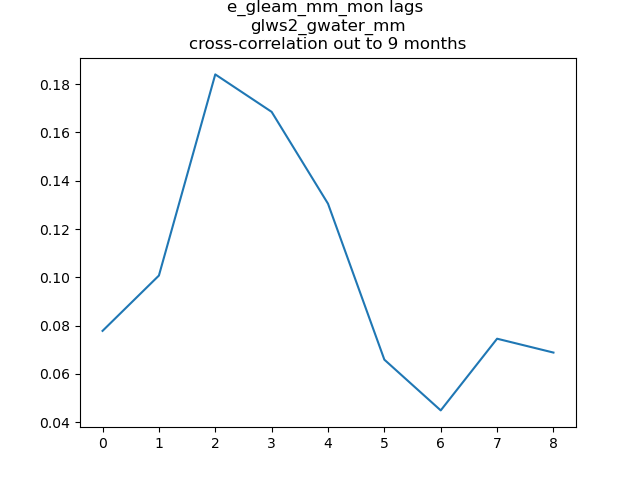 e_gleam_mm_mon lags
glws2_gwater_mm
cross-correlation out to 9 months
0.18
0.16
0.14
0.12
0.10
0.08
0.06
0.04
0 1 2 3 4 5 6 7 8